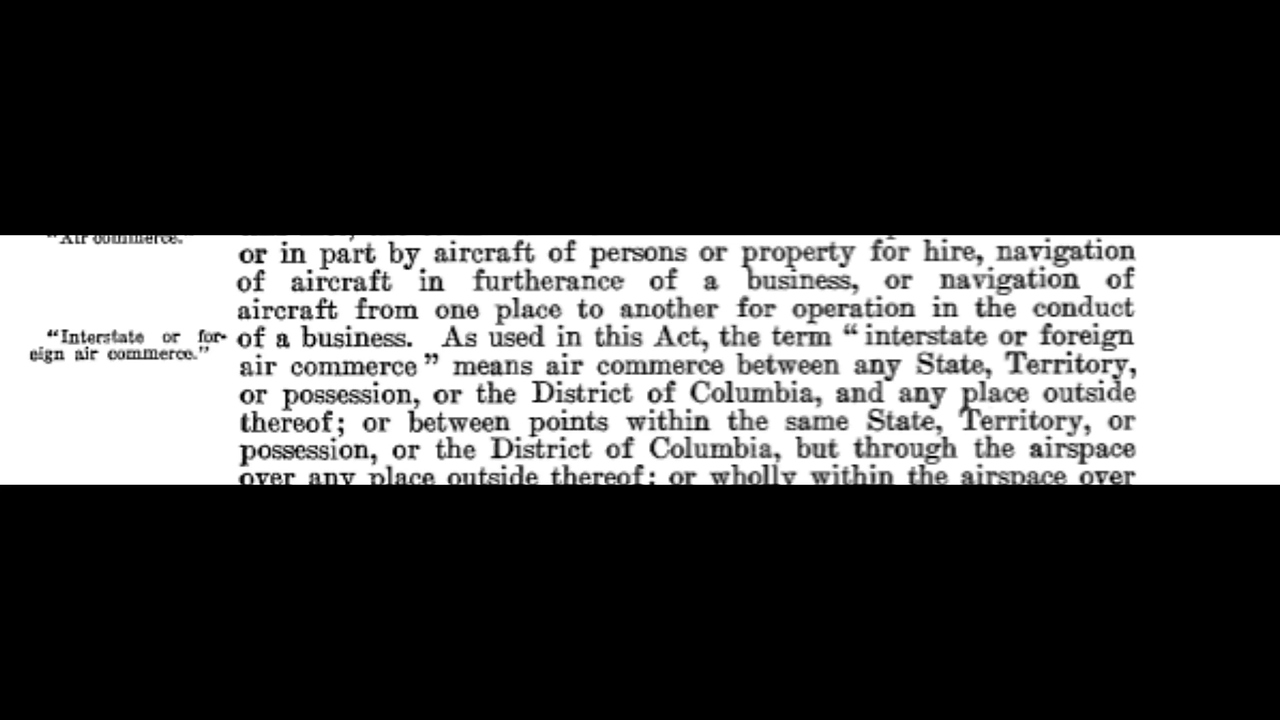 "Air commerce."
or in part by aircraft of persons or property for hire, navigation
of aircraft in furtherance of a business, or navigation of
aircraft from one place to another for operation in the conduct
"Interstate or for-
eign air commerce."
of a business. As used in this Act, the term " interstate or foreign
air commerce " means air commerce between any State, Territory,
or possession, or the District of Columbia, and any place outside
thereof; or between points within the same State, Territory, or
possession, or the District of Columbia, but through the airspace
over any place outside thereof; or wholly within the airspace over